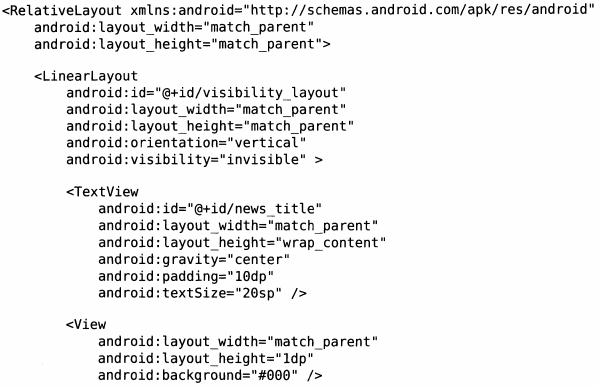 <RelativeLayout xmlns:android="http://schemas.android.com/apk/res/android"
    android:layout_width="match_parent"
    android:layout_height="match_parent">

    <LinearLayout
        android:id="@+id/visibility_layout"
        android:layout_width="match_parent"
        android:layout_height="match_parent"
        android:orientation="vertical"
        android:visibility="invisible" >

        <TextView
            android:id="@+id/news_title"
            android:layout_width="match_parent"
            android:layout_height="wrap_content"
            android:gravity="center"
            android:padding="10dp"
            android:textSize="20sp" />

        <View
            android:layout_width="match_parent"
            android:layout_height="1dp"
            android:background="#000" />